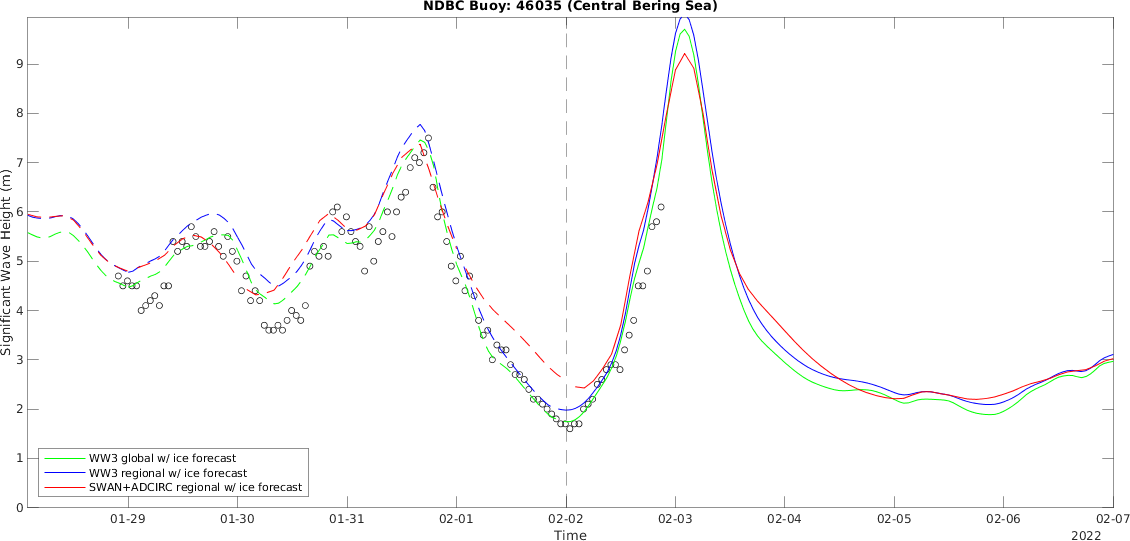 NDBC Buoy: 46035 (Central Bering Sea)
9
8
7
6
5
4
3
2
1
0
Significant Wave Height (m)
WW3 global w/ ice forecast
WW3 regional w/ ice forecast
SWAN+ADCIRC regional w/ ice forecast
01-29 01-30 01-31 02-01 02-02 02-03 02-04 02-05 02-06 02-07
Time
2022